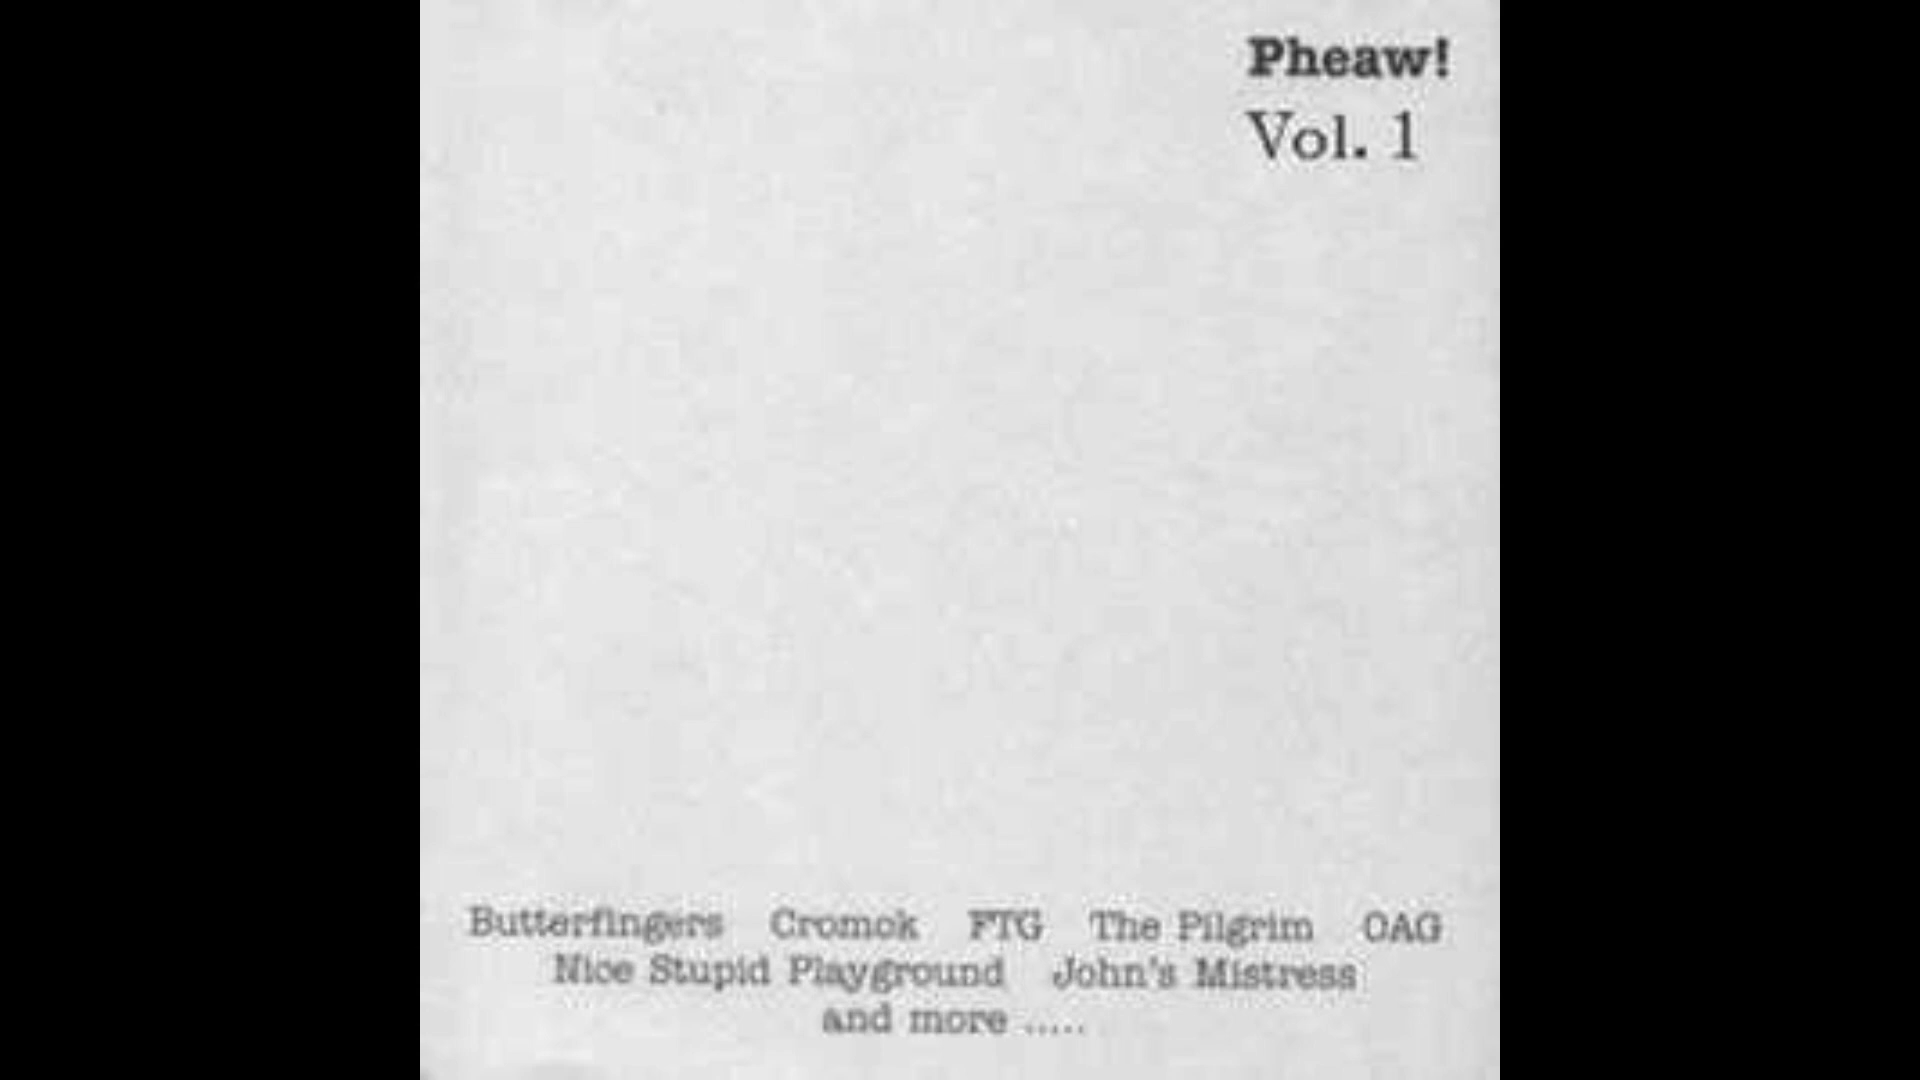 Pheaw!
Vol. 1
Butterfingers Cromok FTG The Pilgrim OAG
Nice Stupid Playground John's Mistress
and more .....